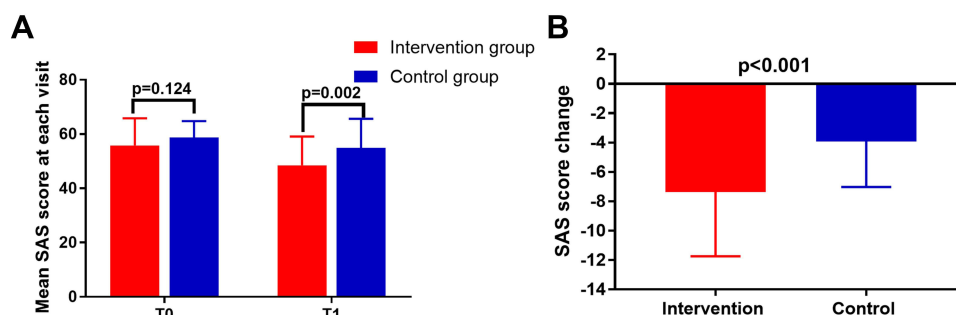 A
Intervention group
Control group
Mean SAS score at each visit
80
60
40
20
0
p=0.124
p=0.002
T0
T1
B
SAS score change
2
0
-2
-4
-6
-8
-10
-12
-14
p<0.001
Intervention
Control